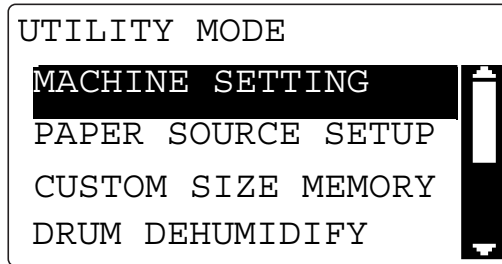 UTILITY MODE
MACHINE SETTING
PAPER SOURCE SETUP
CUSTOM SIZE MEMORY
DRUM DEHUMIDIFY